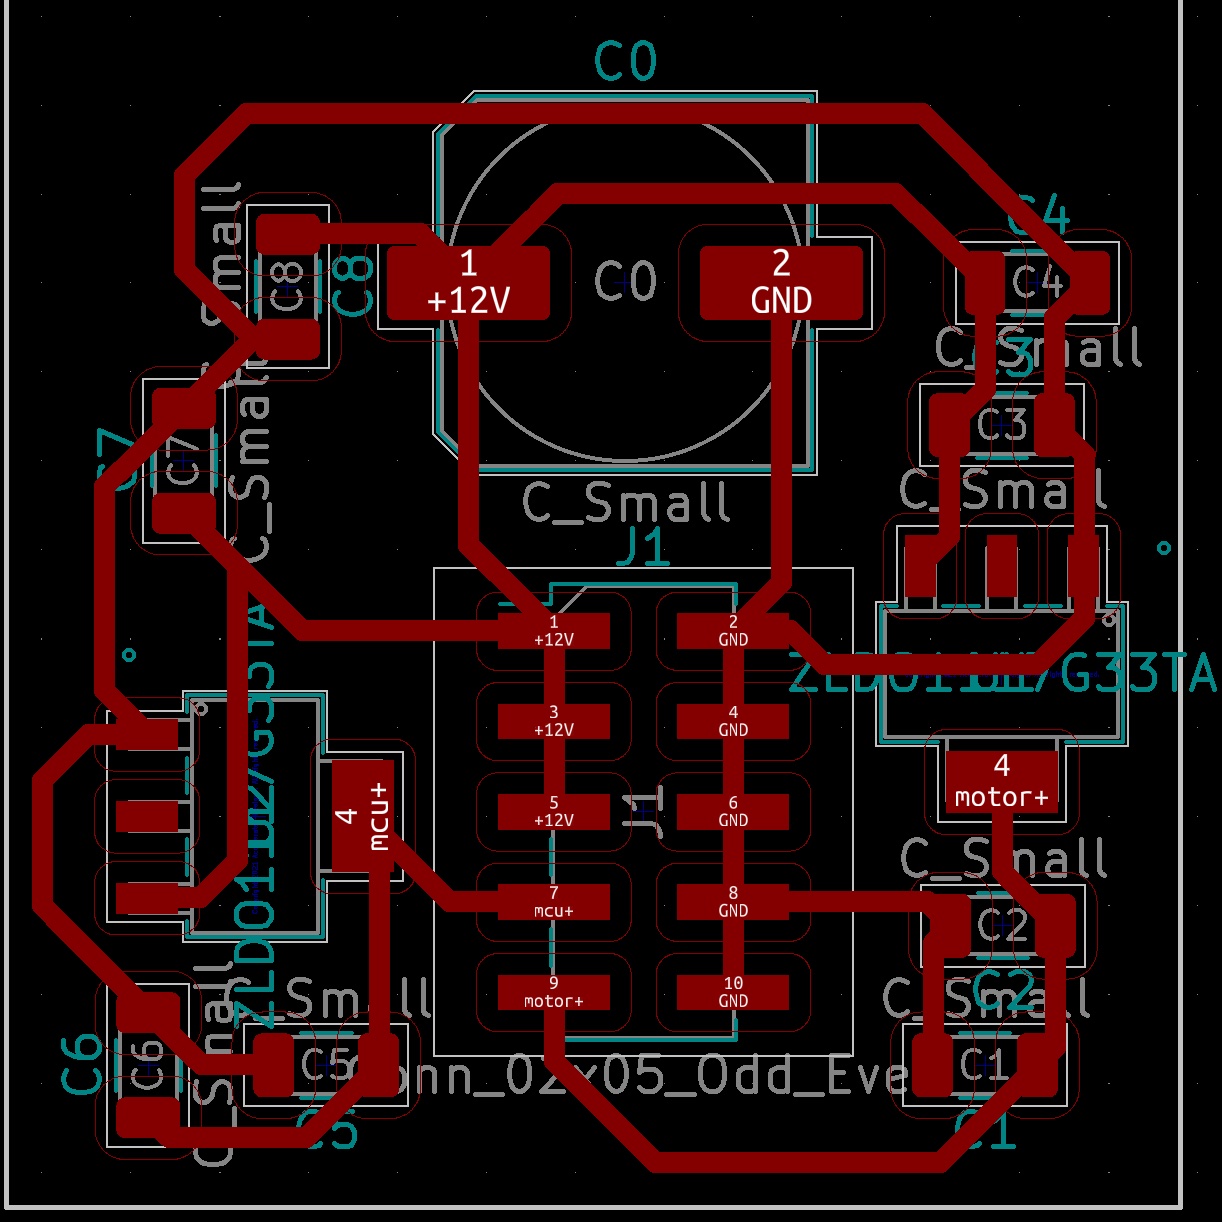 C0
C_Small
C8
C8
1
+12V
C0
2
GND
C4
C4
C_Small
C3
C3
C_Small
C7
C7
C_Small
C_Small
J1
1
+12V
2
GND
3
+12V
4
GND
5
+12V
6
GND
7
mcu+
8
GND
9
motor+
10
GND
J1
4
motor+
4
mcu+
C_Small
C2
C2
C_Small
C1
C1
Conn_02x05_Odd_Even
C_Small
C5
C5
C_Small
C6
C6